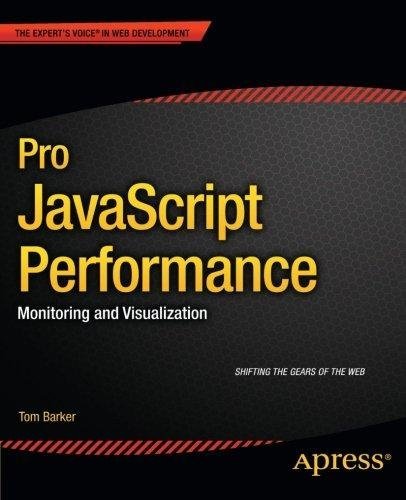 THE EXPERT'S VOICE® IN WEB DEVELOPMENT
Pro
JavaScript
Performance
Monitoring and Visualization
SHIFTING THE GEARS OF THE WEB
Tom Barker
Apress®